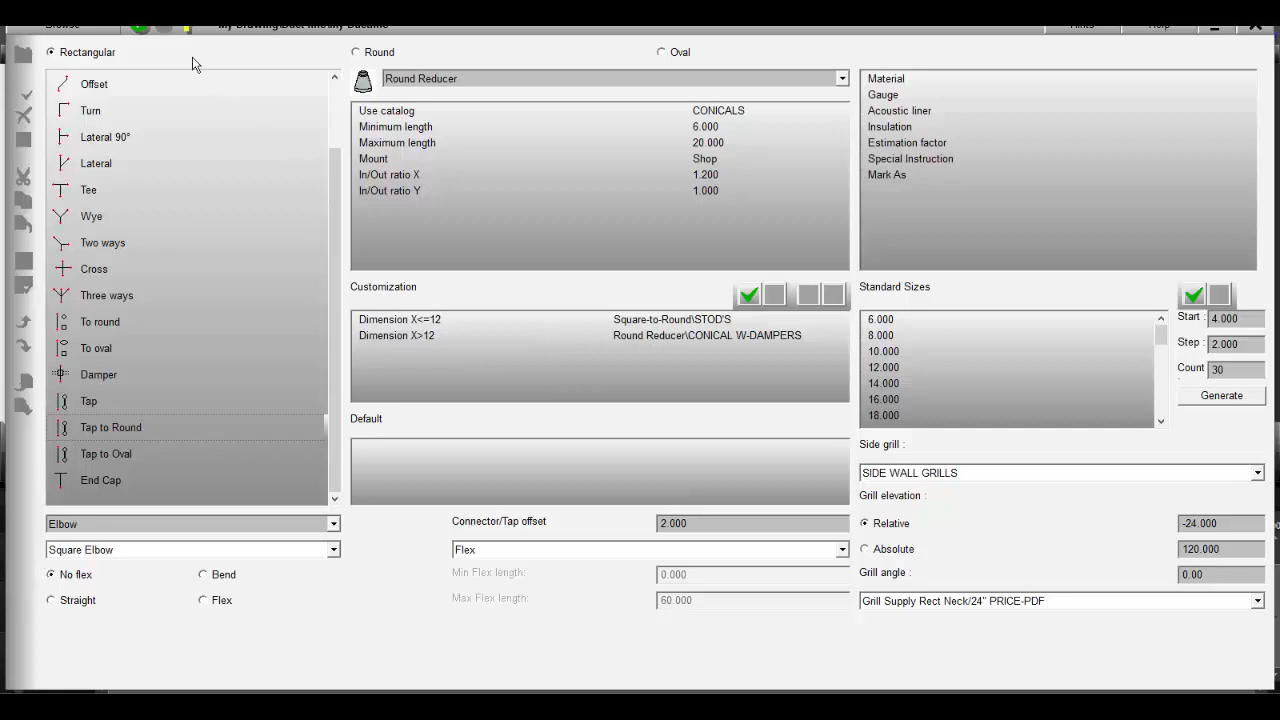 My Drawing\Duct line\My Ductline
Hints
Help
Rectangular
Round
Oval
Offset
Turn
Lateral 90°
Lateral
Tee
Wye
Two ways
Cross
Three ways
To round
To oval
Damper
Tap
Tap to Round
Tap to Oval
End Cap
Elbow
Square Elbow
No flex
Bend
Straight
Flex
Round Reducer
Use catalog CONICALS
Minimum length 6.000
Maximum length 20.000
Mount Shop
In/Out ratio X 1.200
In/Out ratio Y 1.000
Customization
Dimension X<=12 Square-to-Round\STOD'S
Dimension X>12 Round Reducer\CONICAL W-DAMPERS
Default
Connector/Tap offset 2.000
Flex
Min Flex length: 0.000
Max Flex length: 60.000
Material
Gauge
Acoustic liner
Insulation
Estimation factor
Special Instruction
Mark As
Standard Sizes
6.000
8.000
10.000
12.000
14.000
16.000
18.000
Start : 4.000
Step : 2.000
Count : 30
Generate
Side grill :
SIDE WALL GRILLS
Grill elevation :
Relative -24.000
Absolute 120.000
Grill angle : 0.00
Grill Supply Rect Neck/24" PRICE-PDF